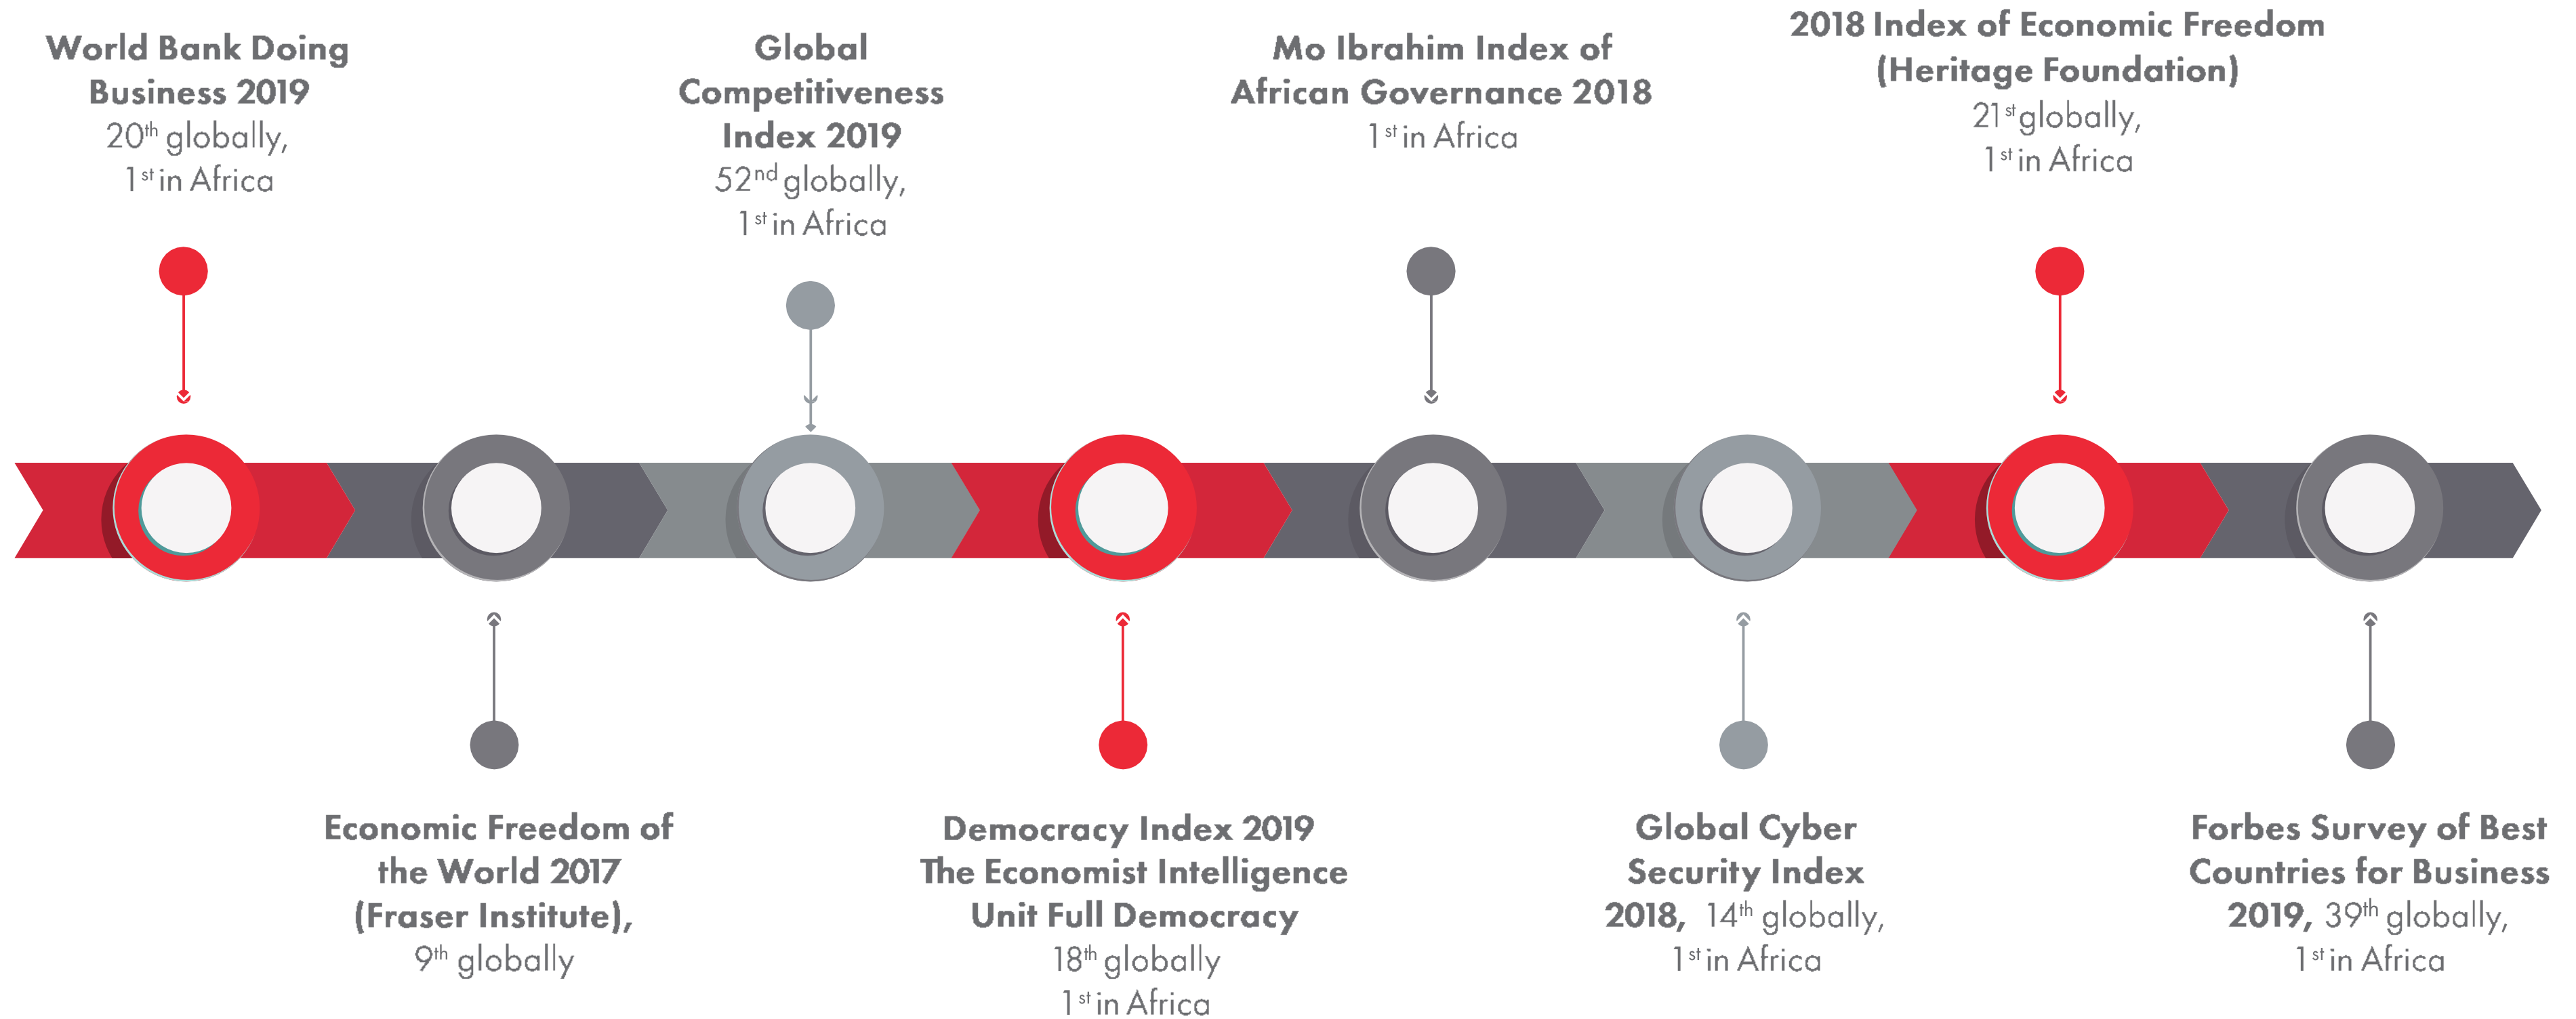 World Bank Doing
Business 2019
20th globally,
1st in Africa
Economic Freedom of
the World 2017
(Fraser Institute),
9th globally
Global
Competitiveness
Index 2019
52nd globally,
1st in Africa
Democracy Index 2019
The Economist Intelligence
Unit Full Democracy
18th globally
1st in Africa
Mo Ibrahim Index of
African Governance 2018
1st in Africa
Global Cyber
Security Index
2018, 14th globally,
1st in Africa
2018 Index of Economic Freedom
(Heritage Foundation)
21st globally,
1st in Africa
Forbes Survey of Best
Countries for Business
2019, 39th globally,
1st in Africa